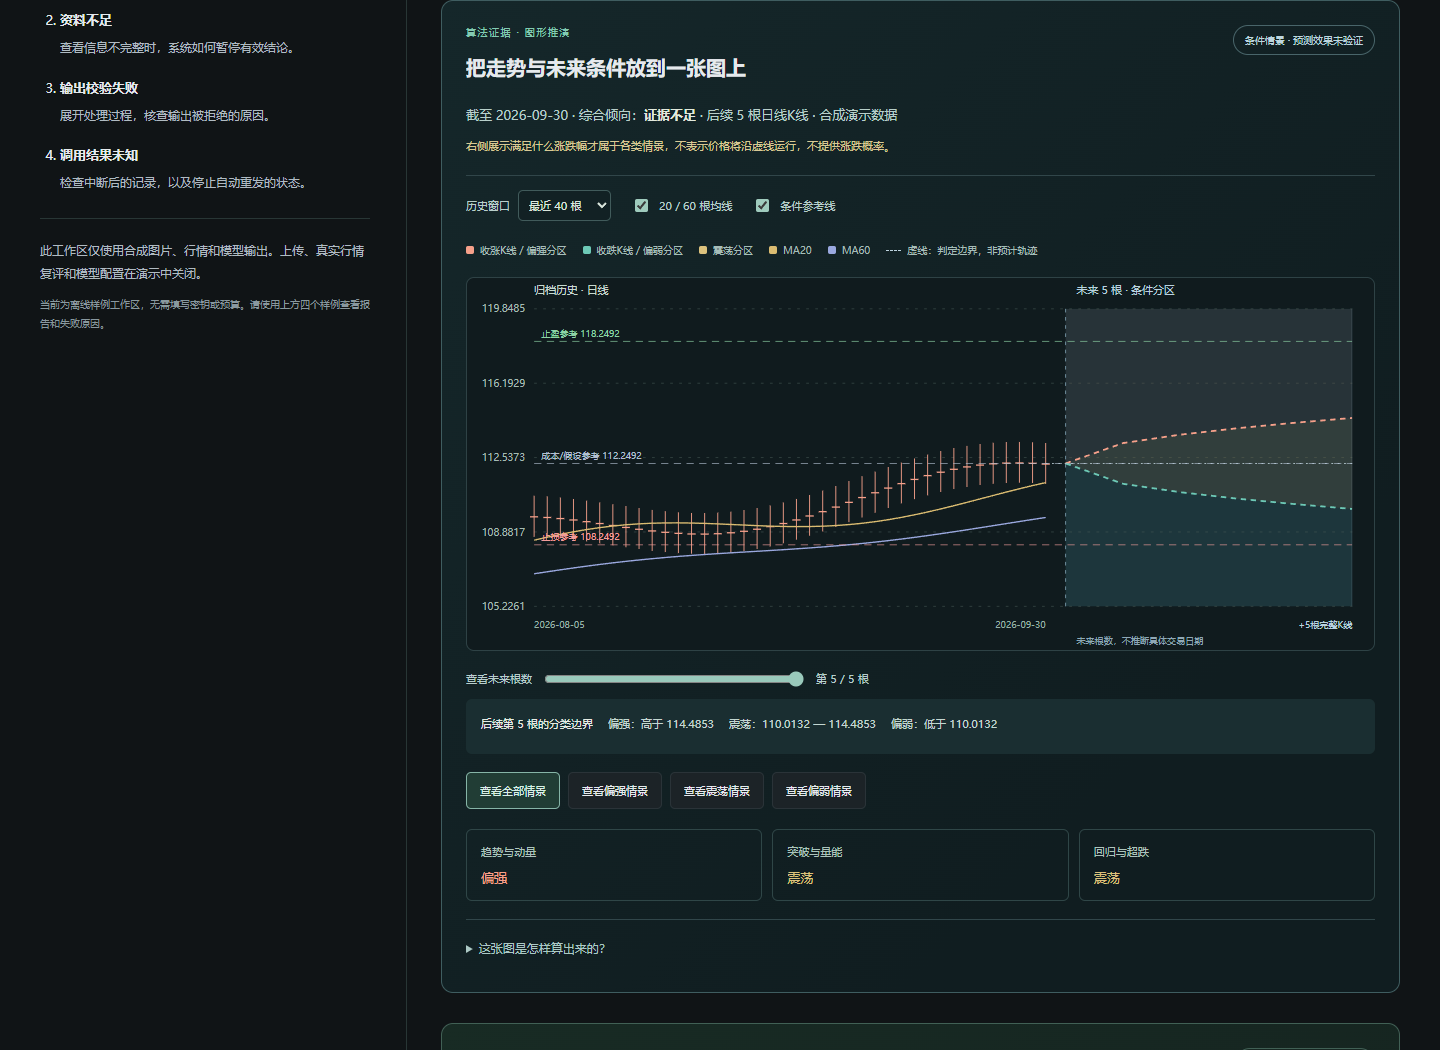 2. 资料不足
查看信息不完整时，系统如何暂停有效结论。
3. 输出校验失败
展开处理过程，核查输出被拒绝的原因。
4. 调用结果未知
检查中断后的记录，以及停止自动重发的状态。
此工作区仅使用合成图片、行情和模型输出。上传、真实行情
复评和模型配置在演示中关闭。
当前为离线样例工作区，无需填写密钥或预算。请使用上方四个样例查看报
告和失败原因。
算法证据 · 图形推演
条件情景 · 预测效果未验证
把走势与未来条件放到一张图上
截至 2026-09-30 · 综合倾向：证据不足 · 后续 5 根日线K线 · 合成演示数据
右侧展示满足什么涨跌幅才属于各类情景，不表示价格将沿虚线运行，不提供涨跌概率。
历史窗口 最近 40 根 20 / 60 根均线 条件参考线
收涨K线 / 偏强分区 收跌K线 / 偏弱分区 震荡分区 MA20 MA60 虚线：判定边界，非预计轨迹
归档历史 · 日线 未来 5 根 · 条件分区
119.8485
止盈参考 118.2492
116.1929
112.5373
成本/假设参考 112.2492
108.8817
止损参考 108.2492
105.2261
2026-08-05 2026-09-30 +5根完整K线
未来根数，不推断具体交易日期
查看未来根数 第 5 / 5 根
后续第 5 根的分类边界 偏强：高于 114.4853 震荡：110.0132 — 114.4853 偏弱：低于 110.0132
查看全部情景 查看偏强情景 查看震荡情景 查看偏弱情景
趋势与动量 突破与量能 回归与超跌
偏强 震荡 震荡
这张图是怎样算出来的？